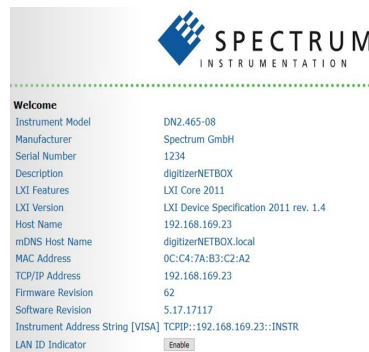 SPECTRUM
INSTRUMENTATION
Welcome
Instrument Model DN2.465-08
Manufacturer Spectrum GmbH
Serial Number 1234
Description digitizerNETBOX
LXI Features LXI Core 2011
LXI Version LXI Device Specification 2011 rev. 1.4
Host Name 192.168.169.23
mDNS Host Name digitizerNETBOX.local
MAC Address 0C:C4:7A:B3:C2:A2
TCP/IP Address 192.168.169.23
Firmware Revision 62
Software Revision 5.17.17117
Instrument Address String [VISA] TCPIP::192.168.169.23::INSTR
LAN ID Indicator Enable